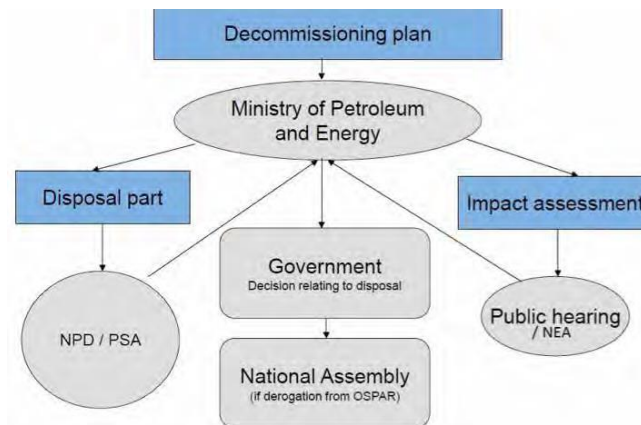 Decommissioning plan
Ministry of Petroleum
and Energy
Disposal part
Impact assessment
Government
Decision relating to disposal
NPD / PSA
Public hearing
/ NEA
National Assembly
(if derogation from OSPAR)